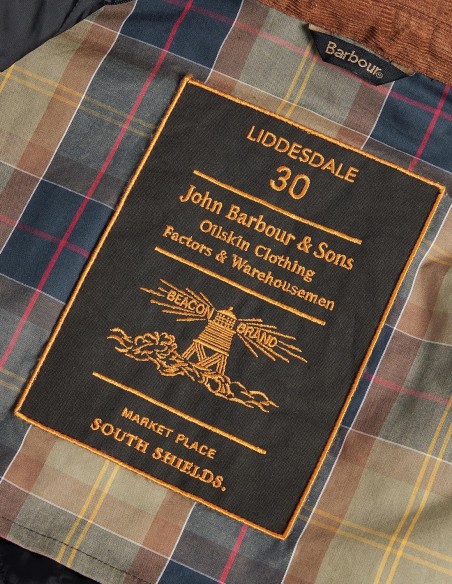 Barbour®
LIDDESDALE
30
John Barbour & Sons
Oilskin Clothing
Factors & Warehousemen
BEACON BRAND
MARKET PLACE
SOUTH SHIELDS.